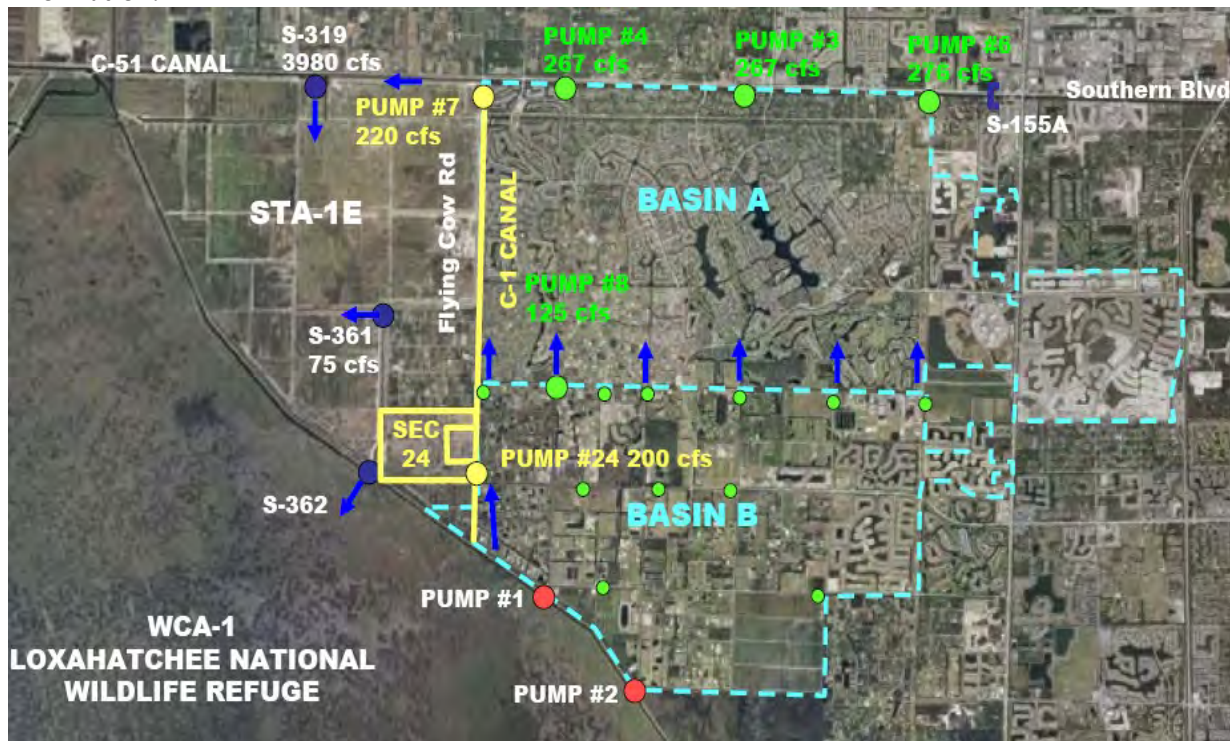 S-319
3980 cfs
C-51 CANAL
PUMP #4
267 cfs
PUMP #3
267 cfs
PUMP #6
276 cfs
Southern Blvd
S-155A
PUMP #7
220 cfs
Flying Cow Rd
C-1 CANAL
STA-1E
BASIN A
PUMP #8
125 cfs
S-361
75 cfs
SEC
24
PUMP #24 200 cfs
S-362
BASIN B
PUMP #1
WCA-1
LOXAHATCHEE NATIONAL
WILDLIFE REFUGE
PUMP #2